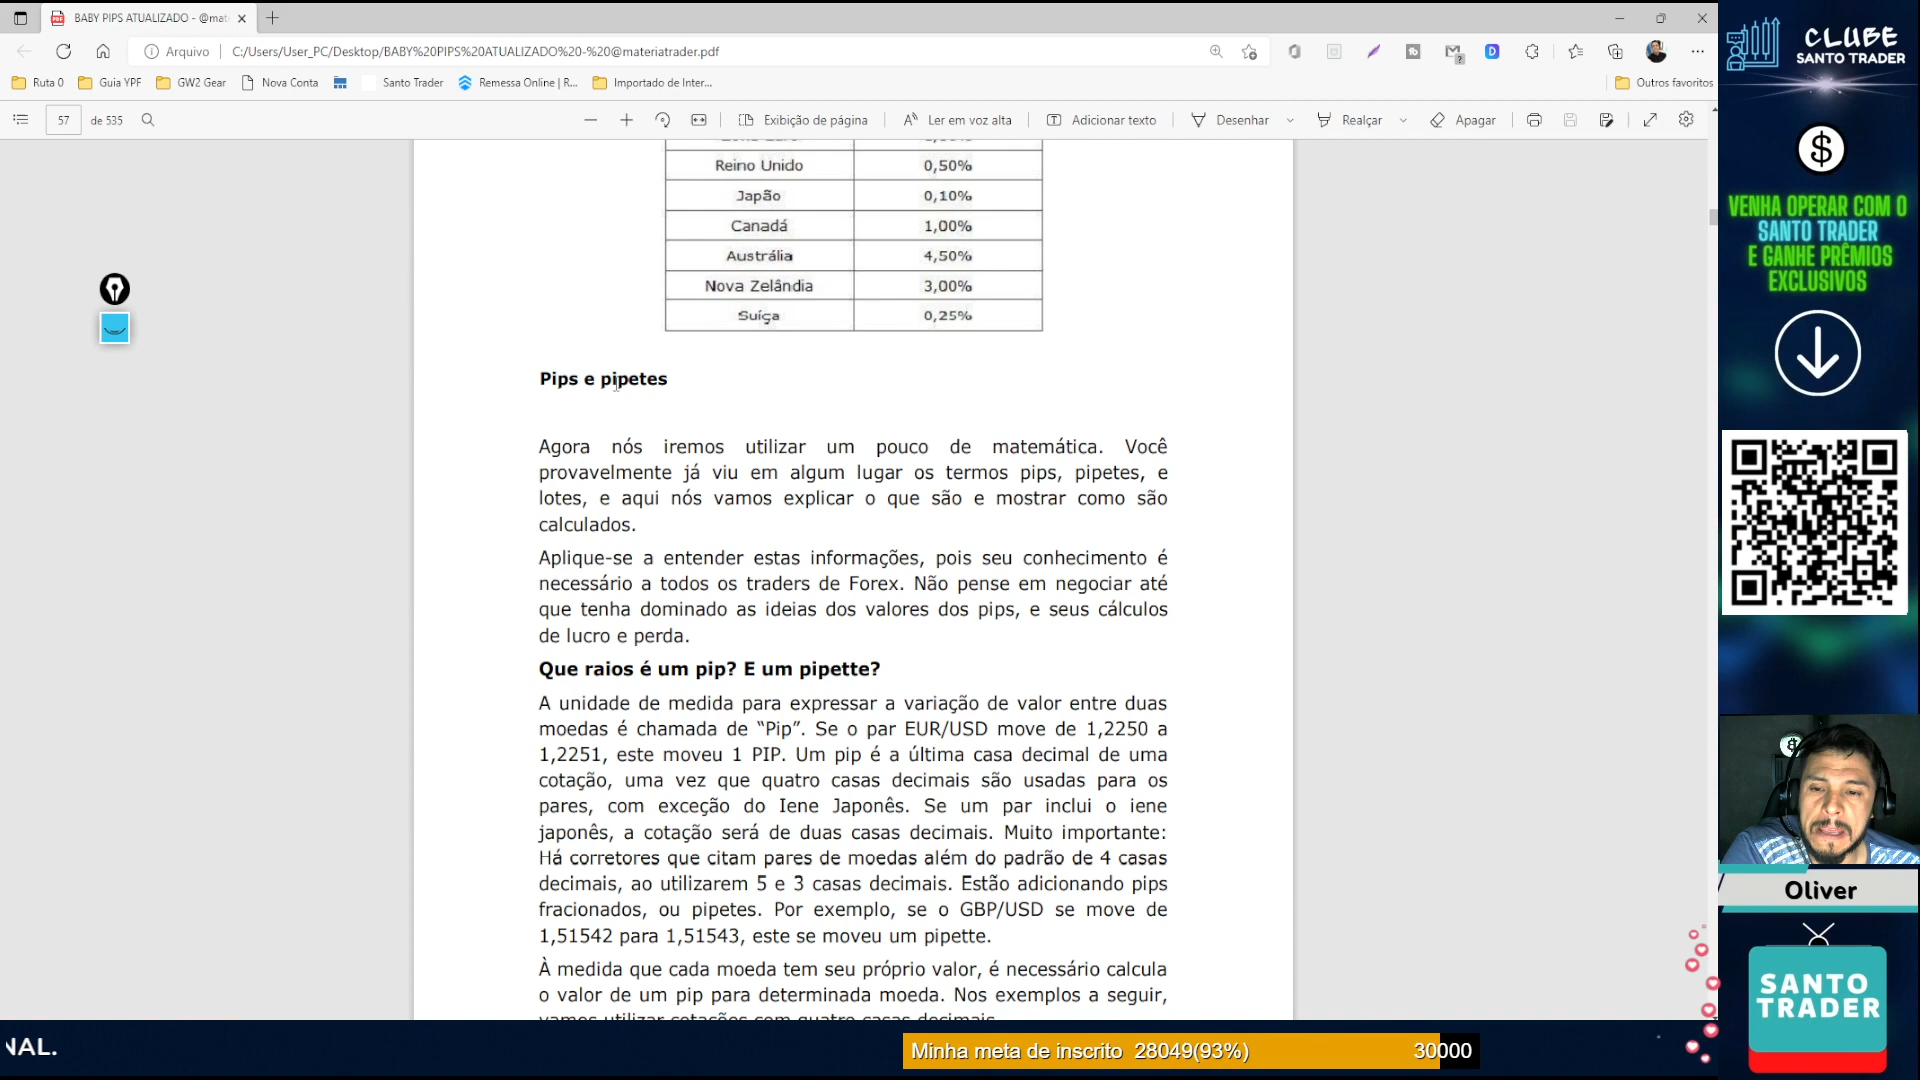 BABY PIPS ATUALIZADO - @mat
Arquivo
C:/Users/User_PC/Desktop/BABY%20PIPS%20ATUALIZADO%20-%20@materiatrader.pdf
Ruta 0
Guia YPF
GW2 Gear
Nova Conta
Santo Trader
Remessa Online | R...
Importado de Inter...
Outros favoritos
57 de 535
Exibição de página
Ler em voz alta
Adicionar texto
Desenhar
Realçar
Apagar
Reino Unido 0,50%
Japão 0,10%
Canadá 1,00%
Austrália 4,50%
Nova Zelândia 3,00%
Suíça 0,25%
Pips e pipetes
Agora nós iremos utilizar um pouco de matemática. Você
provavelmente já viu em algum lugar os termos pips, pipetes, e
lotes, e aqui nós vamos explicar o que são e mostrar como são
calculados.
Aplique-se a entender estas informações, pois seu conhecimento é
necessário a todos os traders de Forex. Não pense em negociar até
que tenha dominado as ideias dos valores dos pips, e seus cálculos
de lucro e perda.
Que raios é um pip? E um pipette?
A unidade de medida para expressar a variação de valor entre duas
moedas é chamada de “Pip”. Se o par EUR/USD move de 1,2250 a
1,2251, este moveu 1 PIP. Um pip é a última casa decimal de uma
cotação, uma vez que quatro casas decimais são usadas para os
pares, com exceção do Iene Japonês. Se um par inclui o iene
japonês, a cotação será de duas casas decimais. Muito importante:
Há corretores que citam pares de moedas além do padrão de 4 casas
decimais, ao utilizarem 5 e 3 casas decimais. Estão adicionando pips
fracionados, ou pipetes. Por exemplo, se o GBP/USD se move de
1,51542 para 1,51543, este se moveu um pipette.
À medida que cada moeda tem seu próprio valor, é necessário calcula
o valor de um pip para determinada moeda. Nos exemplos a seguir,
vamos utilizar cotações com quatro casas decimais.
CLUBE
SANTO TRADER
$
VENHA OPERAR COM O
SANTO TRADER
E GANHE PRÊMIOS
EXCLUSIVOS
Oliver
SANTO
TRADER
NAL.
Minha meta de inscrito 28049(93%) 30000